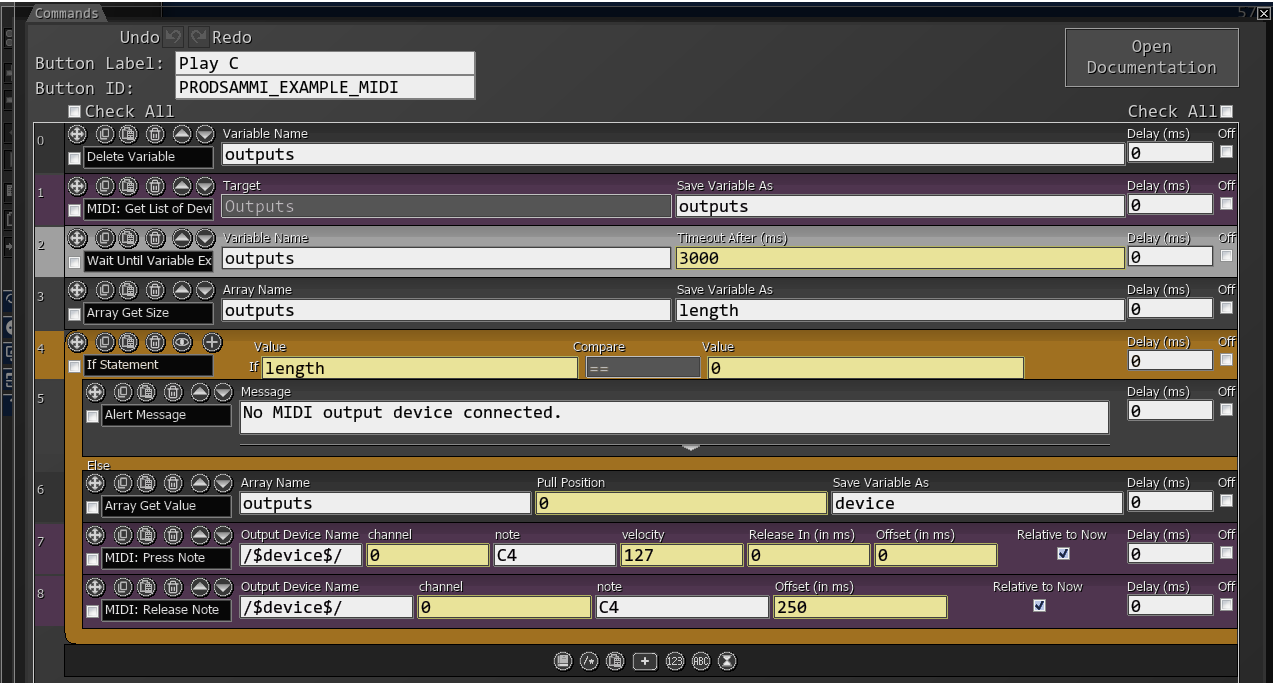 Commands
57
Undo Redo
Open
Documentation
Button Label: Play C
Button ID: PRODSAMMI_EXAMPLE_MIDI
Check All Check All
0 Variable Name Delay (ms) Off
Delete Variable outputs 0
1 Target Save Variable As Delay (ms) Off
MIDI: Get List of Devi Outputs outputs 0
2 Variable Name Timeout After (ms) Delay (ms) Off
Wait Until Variable Ex outputs 3000 0
3 Array Name Save Variable As Delay (ms) Off
Array Get Size outputs length 0
4 Value Compare Value Delay (ms) Off
If Statement If length == 0 0
5 Message Delay (ms) Off
Alert Message No MIDI output device connected. 0
Else
6 Array Name Pull Position Save Variable As Delay (ms) Off
Array Get Value outputs 0 device 0
7 Output Device Name channel note velocity Release In (in ms) Offset (in ms) Relative to Now Delay (ms) Off
MIDI: Press Note /$device$/ 0 C4 127 0 0 0
8 Output Device Name channel note Offset (in ms) Relative to Now Delay (ms) Off
MIDI: Release Note /$device$/ 0 C4 250 0
/* + 123 ABC